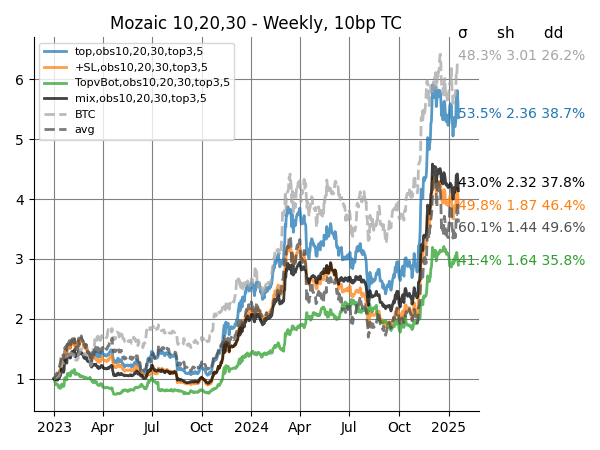 Mozaic 10,20,30 - Weekly, 10bp TC
σ sh dd
top,obs10,20,30,top3,5
+SL,obs10,20,30,top3,5
TopvBot,obs10,20,30,top3,5
mix,obs10,20,30,top3,5
BTC
avg
48.3% 3.01 26.2%
53.5% 2.36 38.7%
43.0% 2.32 37.8%
49.8% 1.87 46.4%
60.1% 1.44 49.6%
41.4% 1.64 35.8%
6
5
4
3
2
1
2023 Apr Jul Oct 2024 Apr Jul Oct 2025